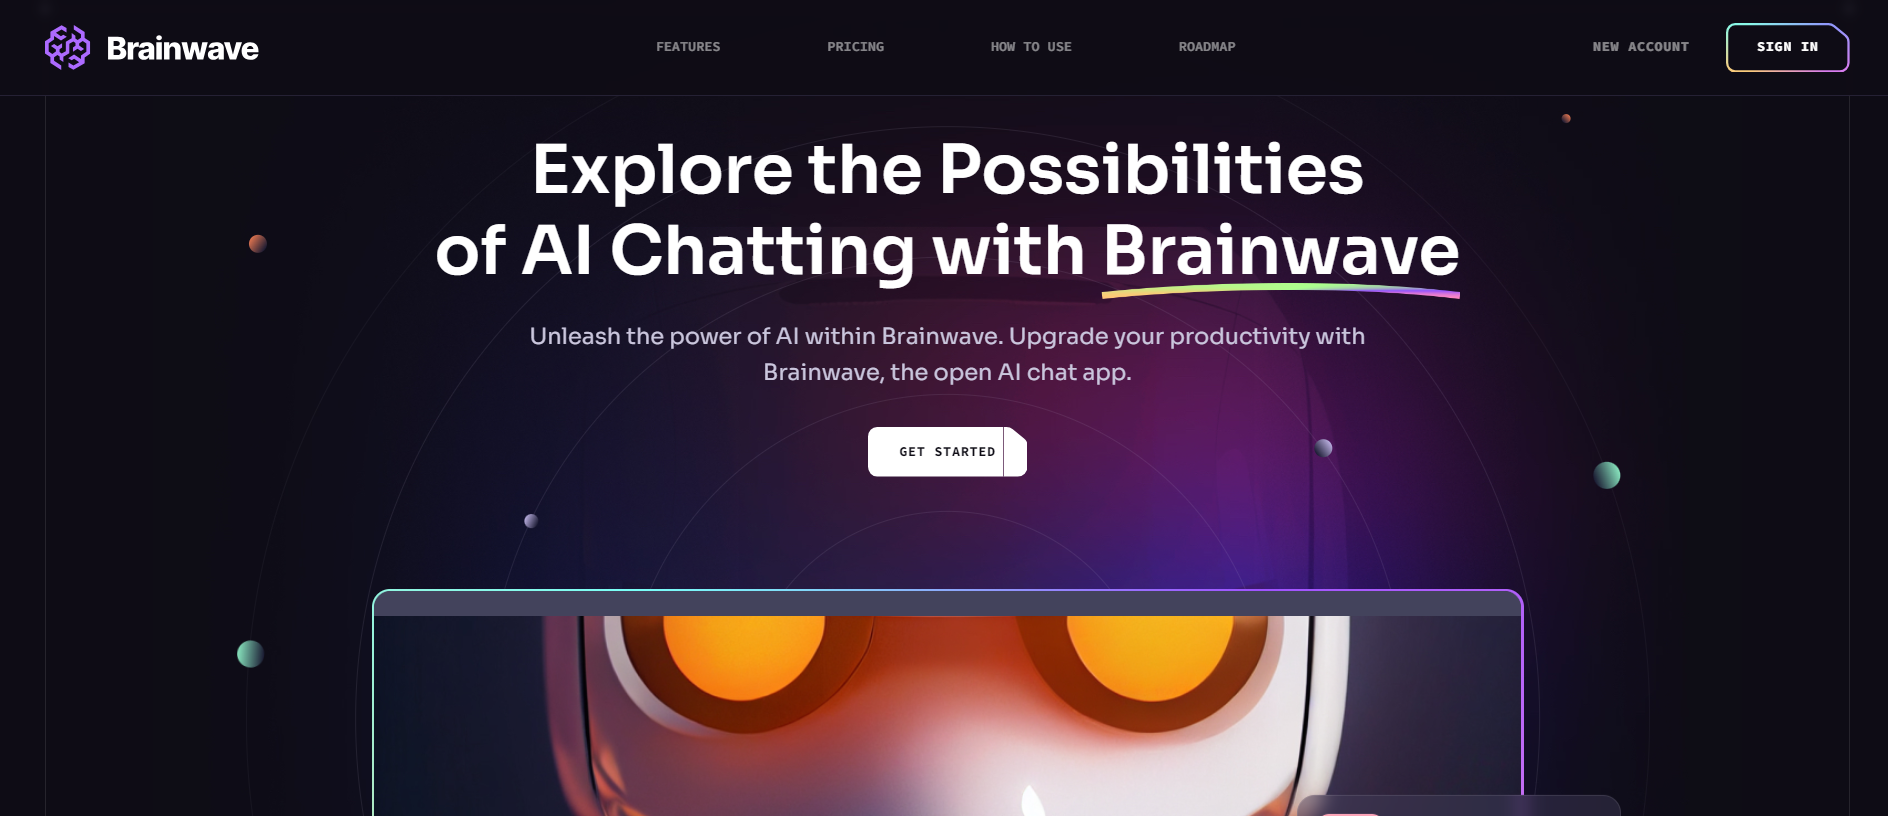 Brainwave
FEATURES
PRICING
HOW TO USE
ROADMAP
NEW ACCOUNT
SIGN IN
Explore the Possibilities
of AI Chatting with Brainwave
Unleash the power of AI within Brainwave. Upgrade your productivity with
Brainwave, the open AI chat app.
GET STARTED